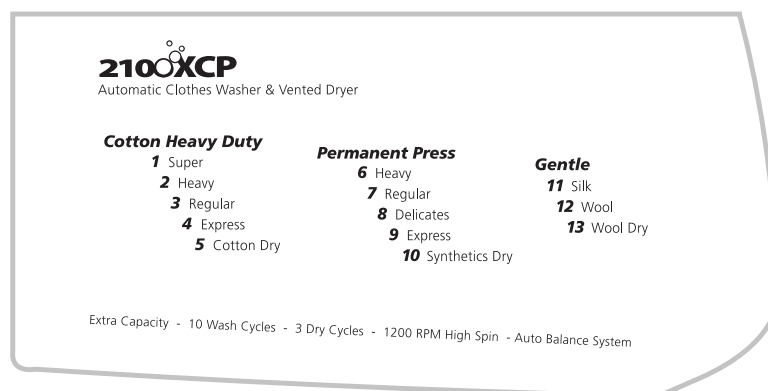 2100XCP
Automatic Clothes Washer & Vented Dryer
Cotton Heavy Duty
1 Super
2 Heavy
3 Regular
4 Express
5 Cotton Dry
Permanent Press
6 Heavy
7 Regular
8 Delicates
9 Express
10 Synthetics Dry
Gentle
11 Silk
12 Wool
13 Wool Dry
Extra Capacity - 10 Wash Cycles - 3 Dry Cycles - 1200 RPM High Spin - Auto Balance System